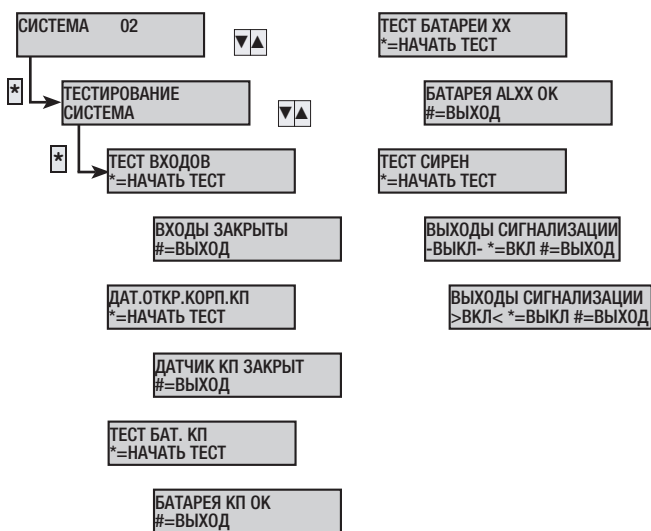 СИСТЕМА 02
▼▲
*
ТЕСТИРОВАНИЕ
СИСТЕМА
▼▲
*
ТЕСТ ВХОДОВ
*=НАЧАТЬ ТЕСТ
ВХОДЫ ЗАКРЫТЫ
#=ВЫХОД
ДАТ.ОТКР.КОРП.КП
*=НАЧАТЬ ТЕСТ
ДАТЧИК КП ЗАКРЫТ
#=ВЫХОД
ТЕСТ БАТ. КП
*=НАЧАТЬ ТЕСТ
БАТАРЕЯ КП ОК
#=ВЫХОД
ТЕСТ БАТАРЕИ XX
*=НАЧАТЬ ТЕСТ
БАТАРЕЯ ALXX ОК
#=ВЫХОД
ТЕСТ СИРЕН
*=НАЧАТЬ ТЕСТ
ВЫХОДЫ СИГНАЛИЗАЦИИ
-ВЫКЛ- *=ВКЛ #=ВЫХОД
ВЫХОДЫ СИГНАЛИЗАЦИИ
>ВКЛ< *=ВЫКЛ #=ВЫХОД